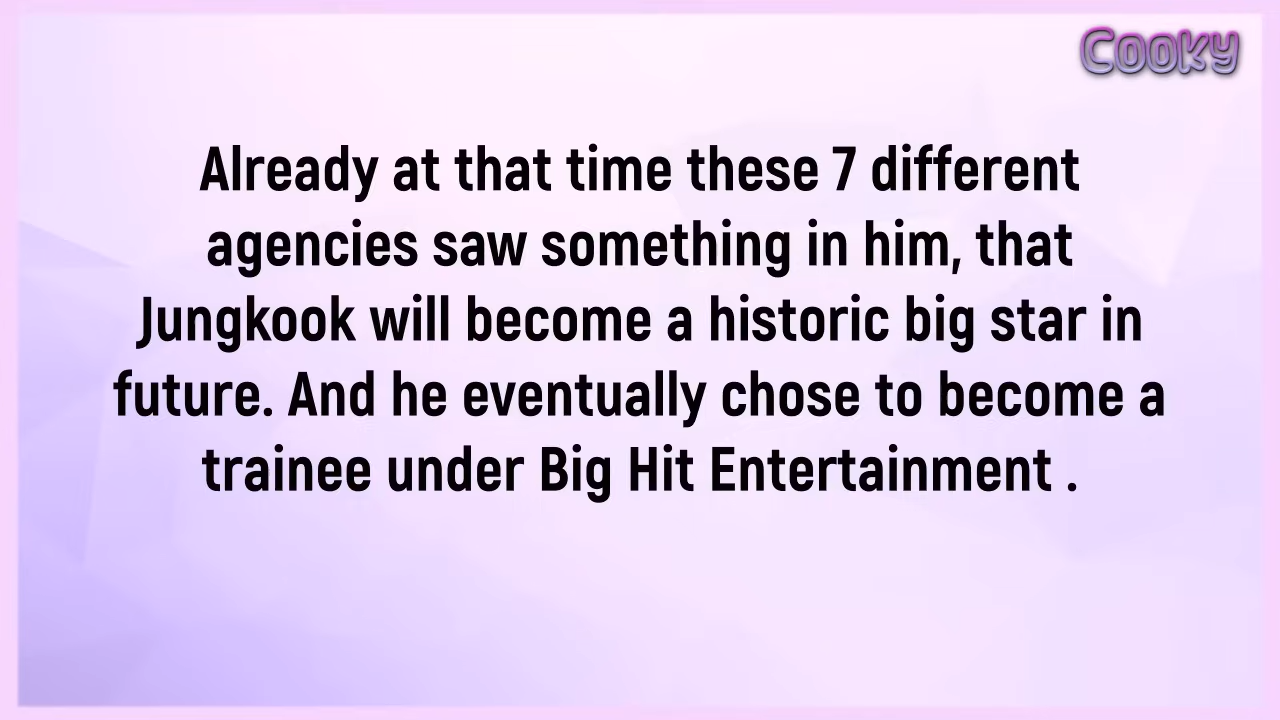 Cooky
Already at that time these 7 different
agencies saw something in him, that
Jungkook will become a historic big star in
future. And he eventually chose to become a
trainee under Big Hit Entertainment .